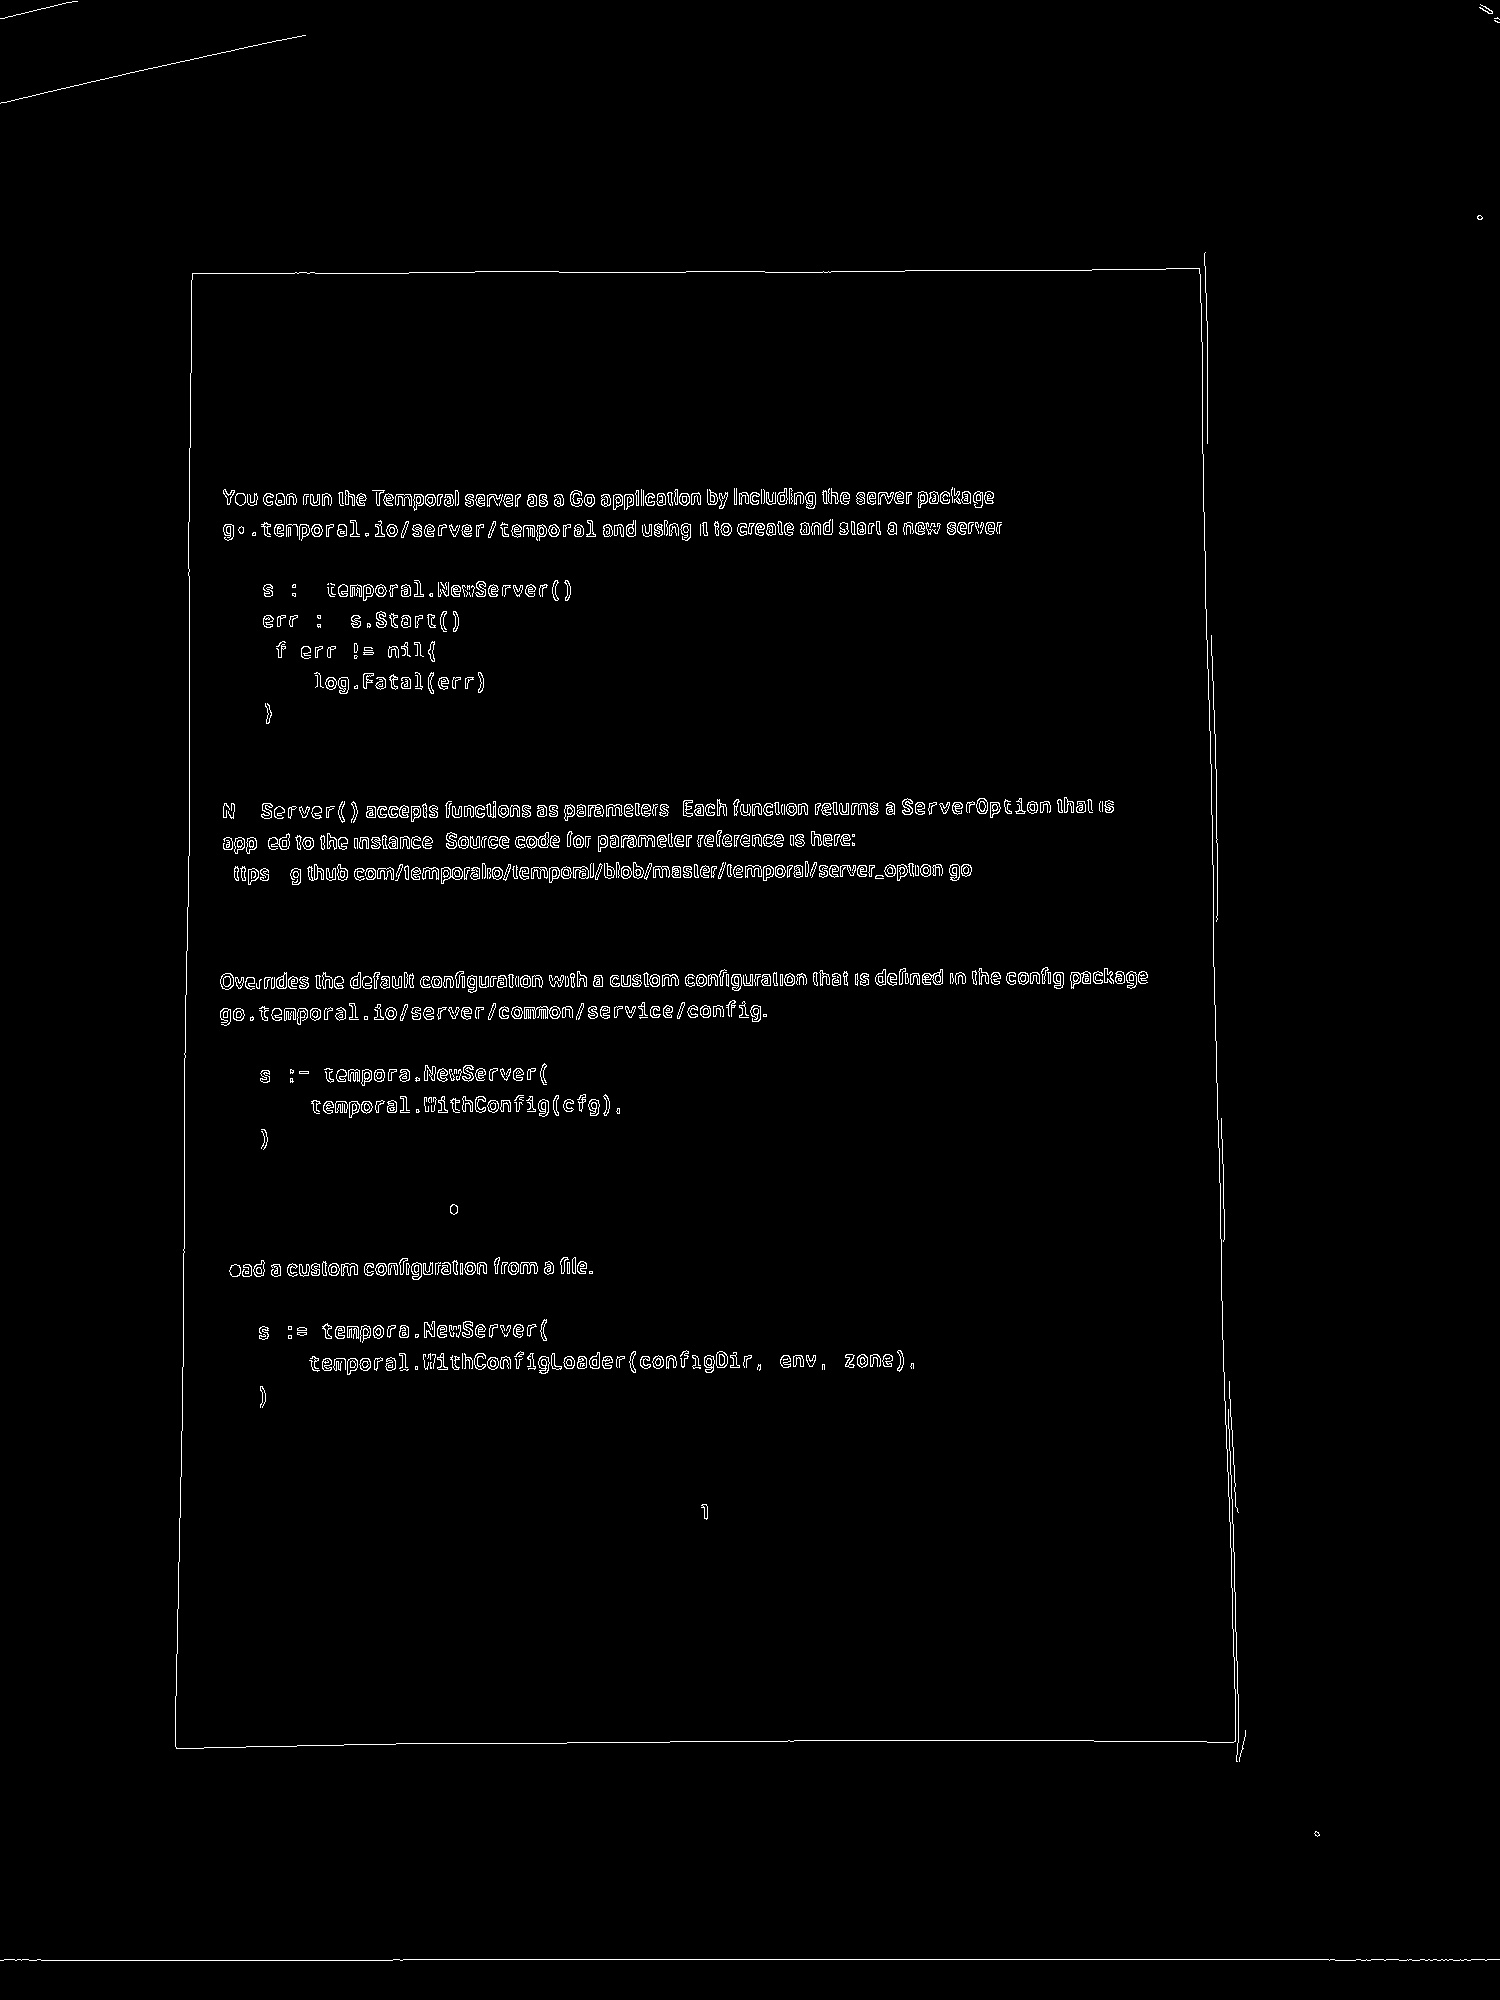 You can run the Temporal server as a Go application by including the server package
go.temporal.io/server/temporal and using it to create and start a new server
s : temporal.NewServer()
err : s.Start()
f err != nil{
log.Fatal(err)
}
N Server() accepts functions as parameters Each function returns a ServerOption that is
app ed to the instance Source code for parameter reference is here:
ttps g thub com/temporalio/temporal/blob/master/temporal/server_option go
Overrides the default configuration with a custom configuration that is defined in the config package
go.temporal.io/server/common/service/config.
s := tempora.NewServer(
temporal.WithConfig(cfg),
)
o
oad a custom configuration from a file.
s := tempora.NewServer(
temporal.WithConfigLoader(configDir, env, zone),
)
1